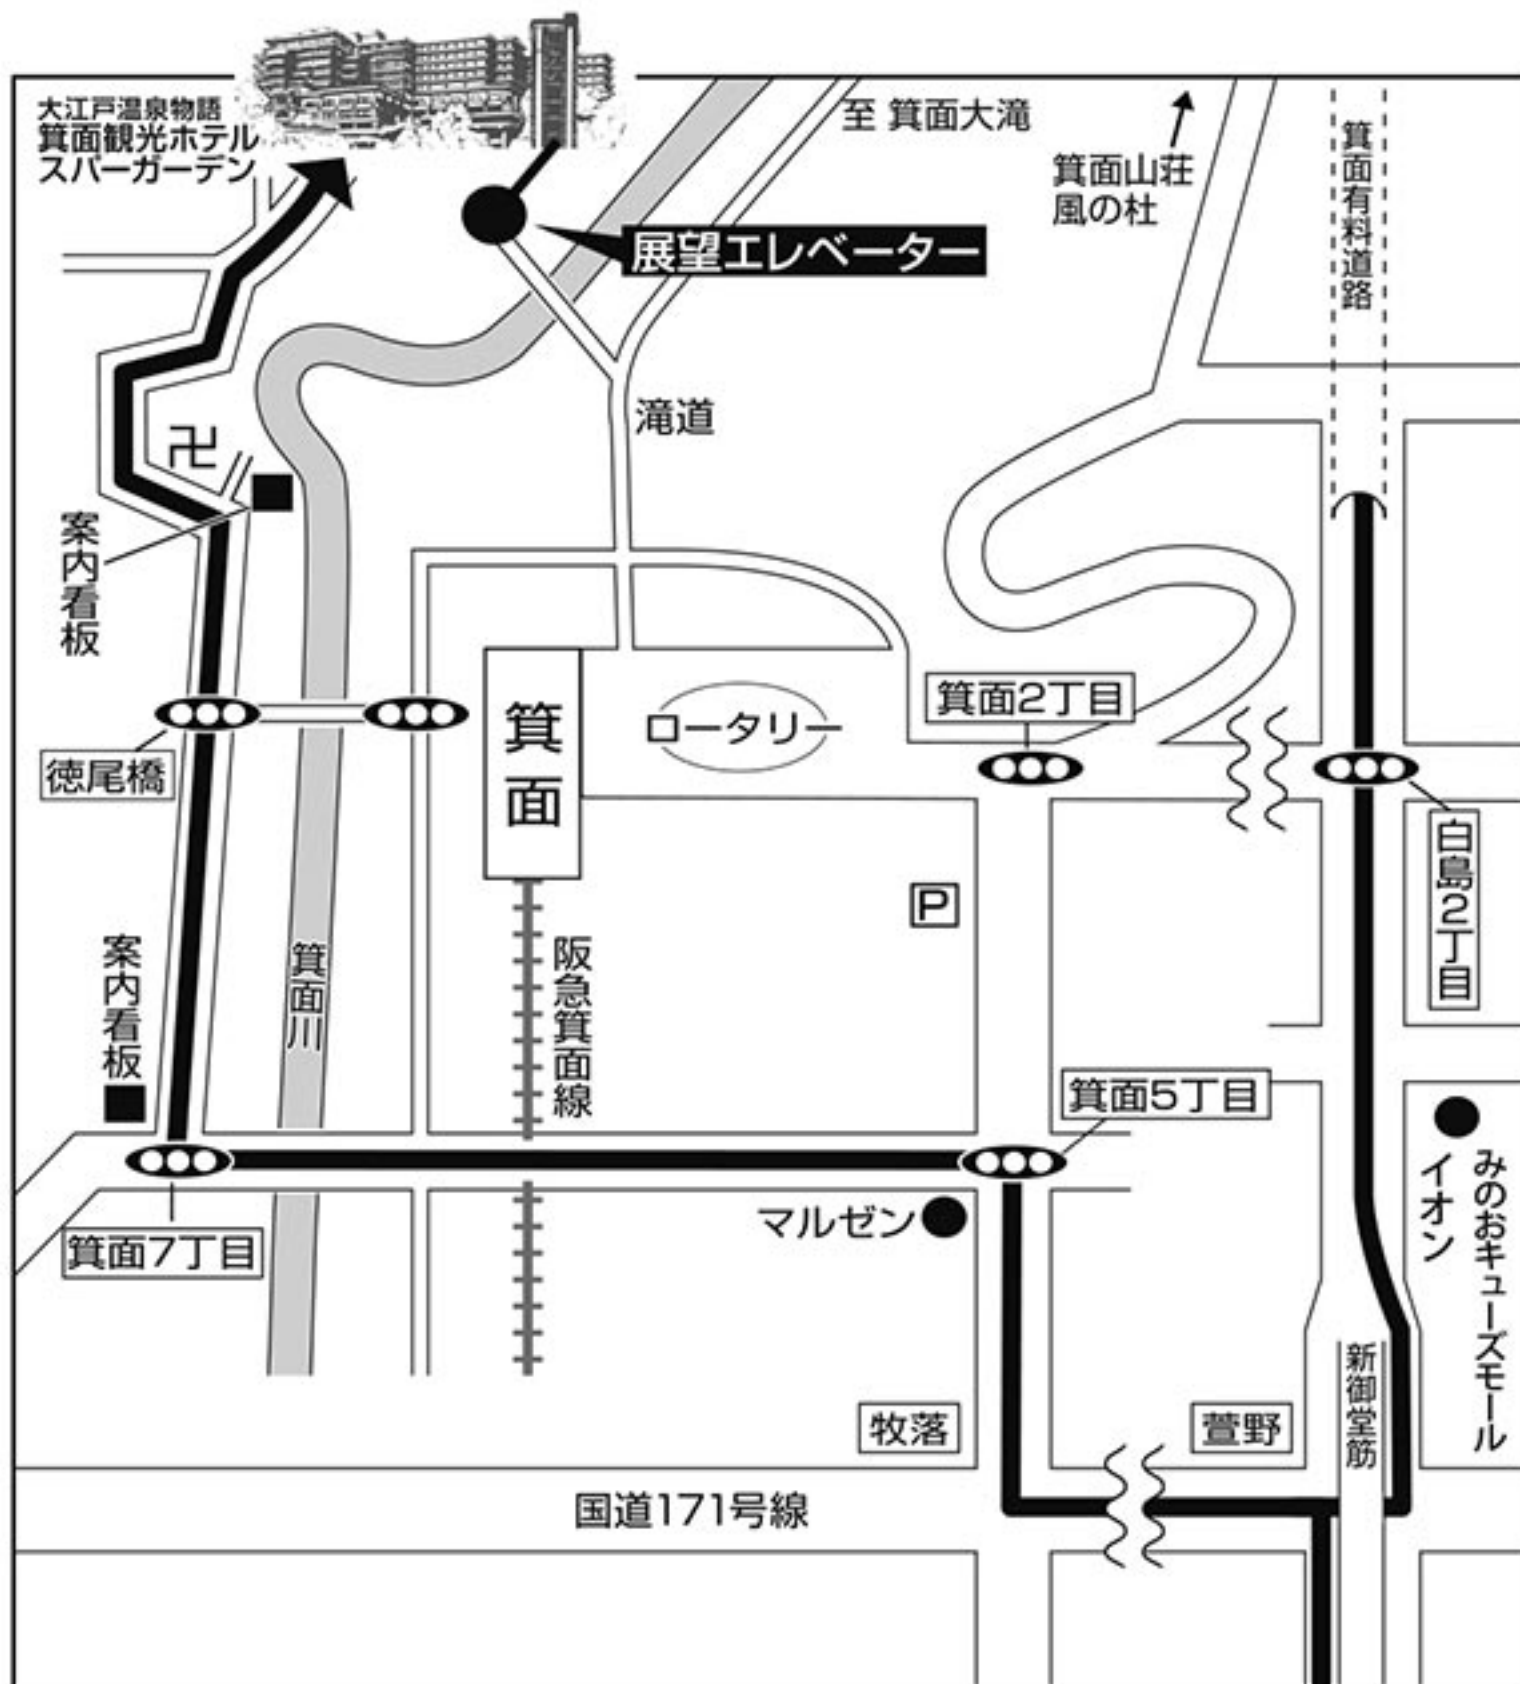 大江戸温泉物語
箕面観光ホテル
スパーガーデン
至 箕面大滝
箕面山荘
風の杜
箕面有料道路
展望エレベーター
滝道
卍
案内看板
箕面
ロータリー
箕面2丁目
徳尾橋
白島2丁目
P
案内看板
箕面川
阪急箕面線
箕面5丁目
みのおキューズモール
イオン
マルゼン
箕面7丁目
新御堂筋
牧落
萱野
国道171号線